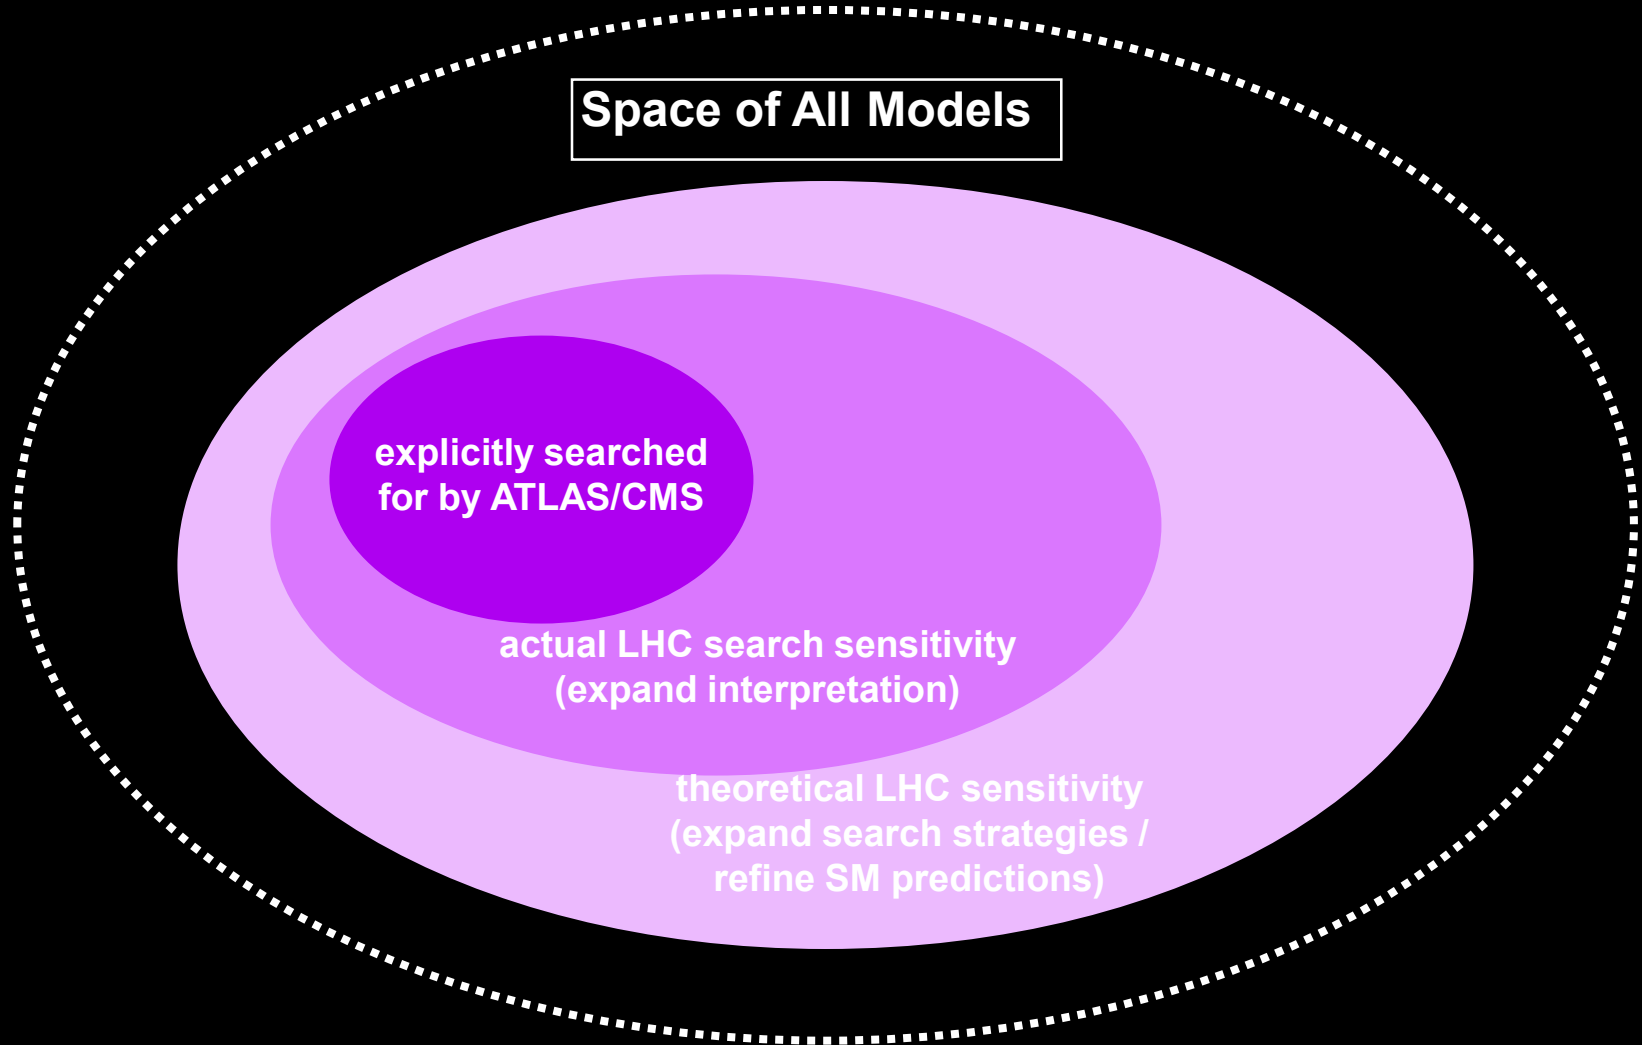 Space of All Models
explicitly searched
for by ATLAS/CMS
actual LHC search sensitivity
(expand interpretation)
theoretical LHC sensitivity
(expand search strategies /
refine SM predictions)